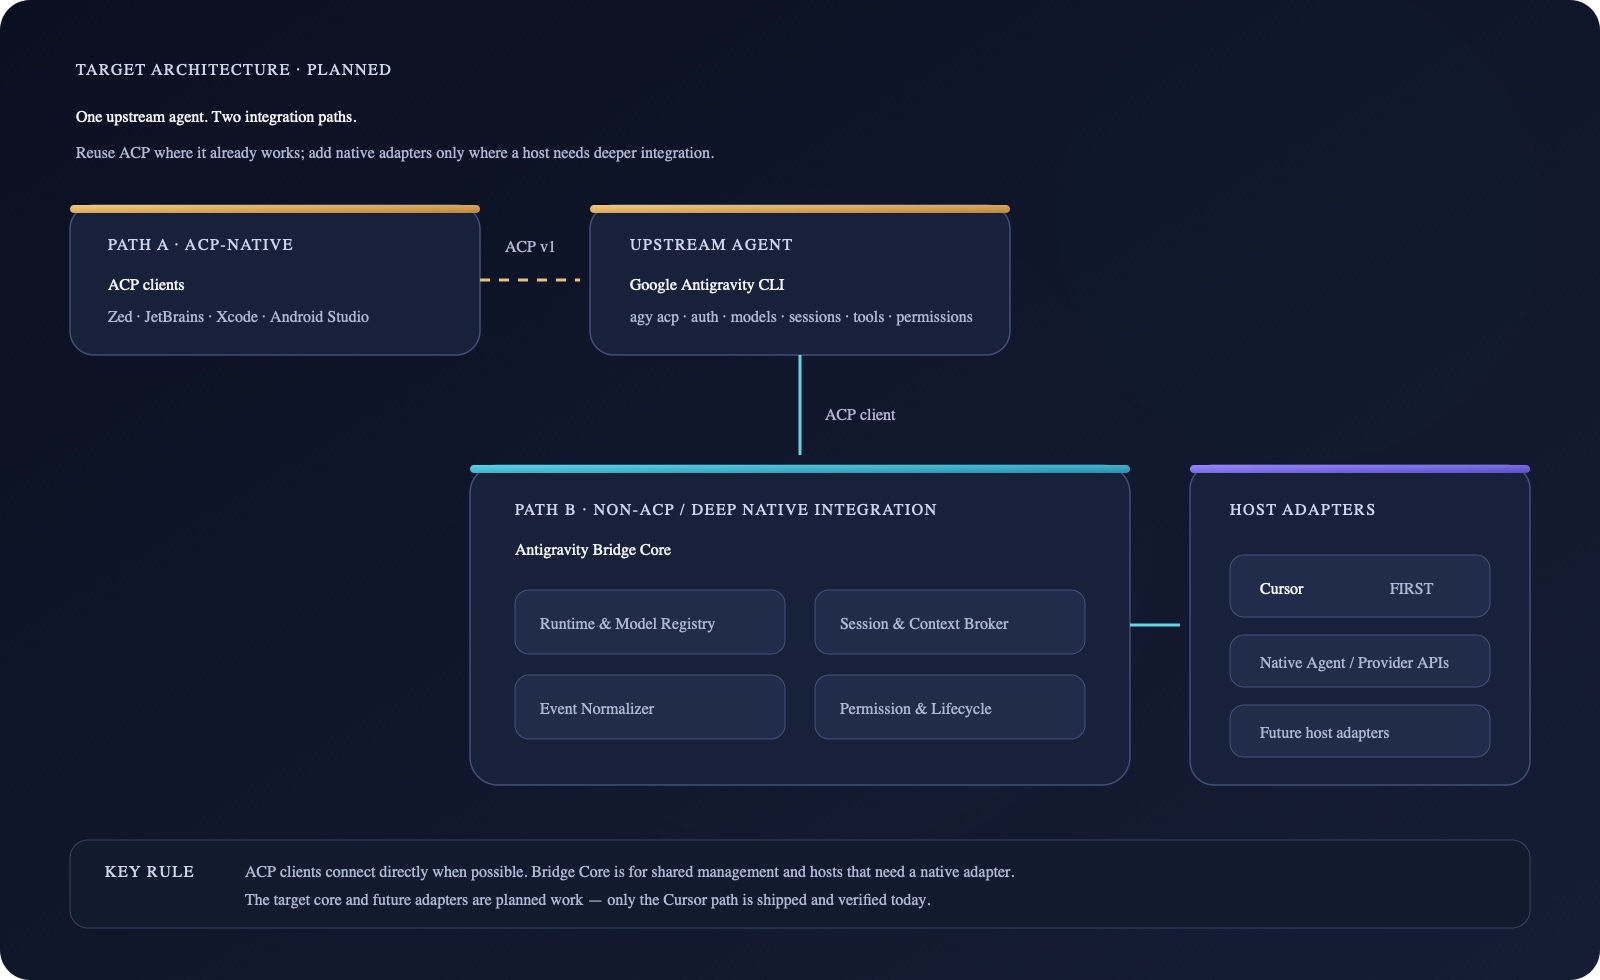 TARGET ARCHITECTURE · PLANNED
One upstream agent. Two integration paths.
Reuse ACP where it already works; add native adapters only where a host needs deeper integration.
PATH A · ACP-NATIVE
ACP clients
Zed · JetBrains · Xcode · Android Studio
ACP v1
UPSTREAM AGENT
Google Antigravity CLI
agy acp · auth · models · sessions · tools · permissions
ACP client
PATH B · NON-ACP / DEEP NATIVE INTEGRATION
Antigravity Bridge Core
Runtime & Model Registry
Session & Context Broker
Event Normalizer
Permission & Lifecycle
HOST ADAPTERS
Cursor FIRST
Native Agent / Provider APIs
Future host adapters
KEY RULE
ACP clients connect directly when possible. Bridge Core is for shared management and hosts that need a native adapter.
The target core and future adapters are planned work — only the Cursor path is shipped and verified today.